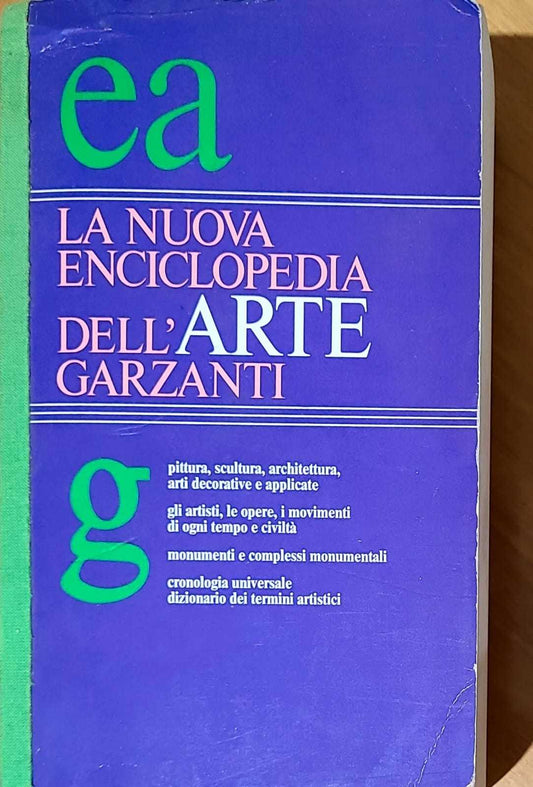 ea
LA NUOVA
ENCICLOPEDIA
DELL'ARTE
GARZANTI
g
pittura, scultura, architettura,
arti decorative e applicate
gli artisti, le opere, i movimenti
di ogni tempo e civiltà
monumenti e complessi monumentali
cronologia universale
dizionario dei termini artistici